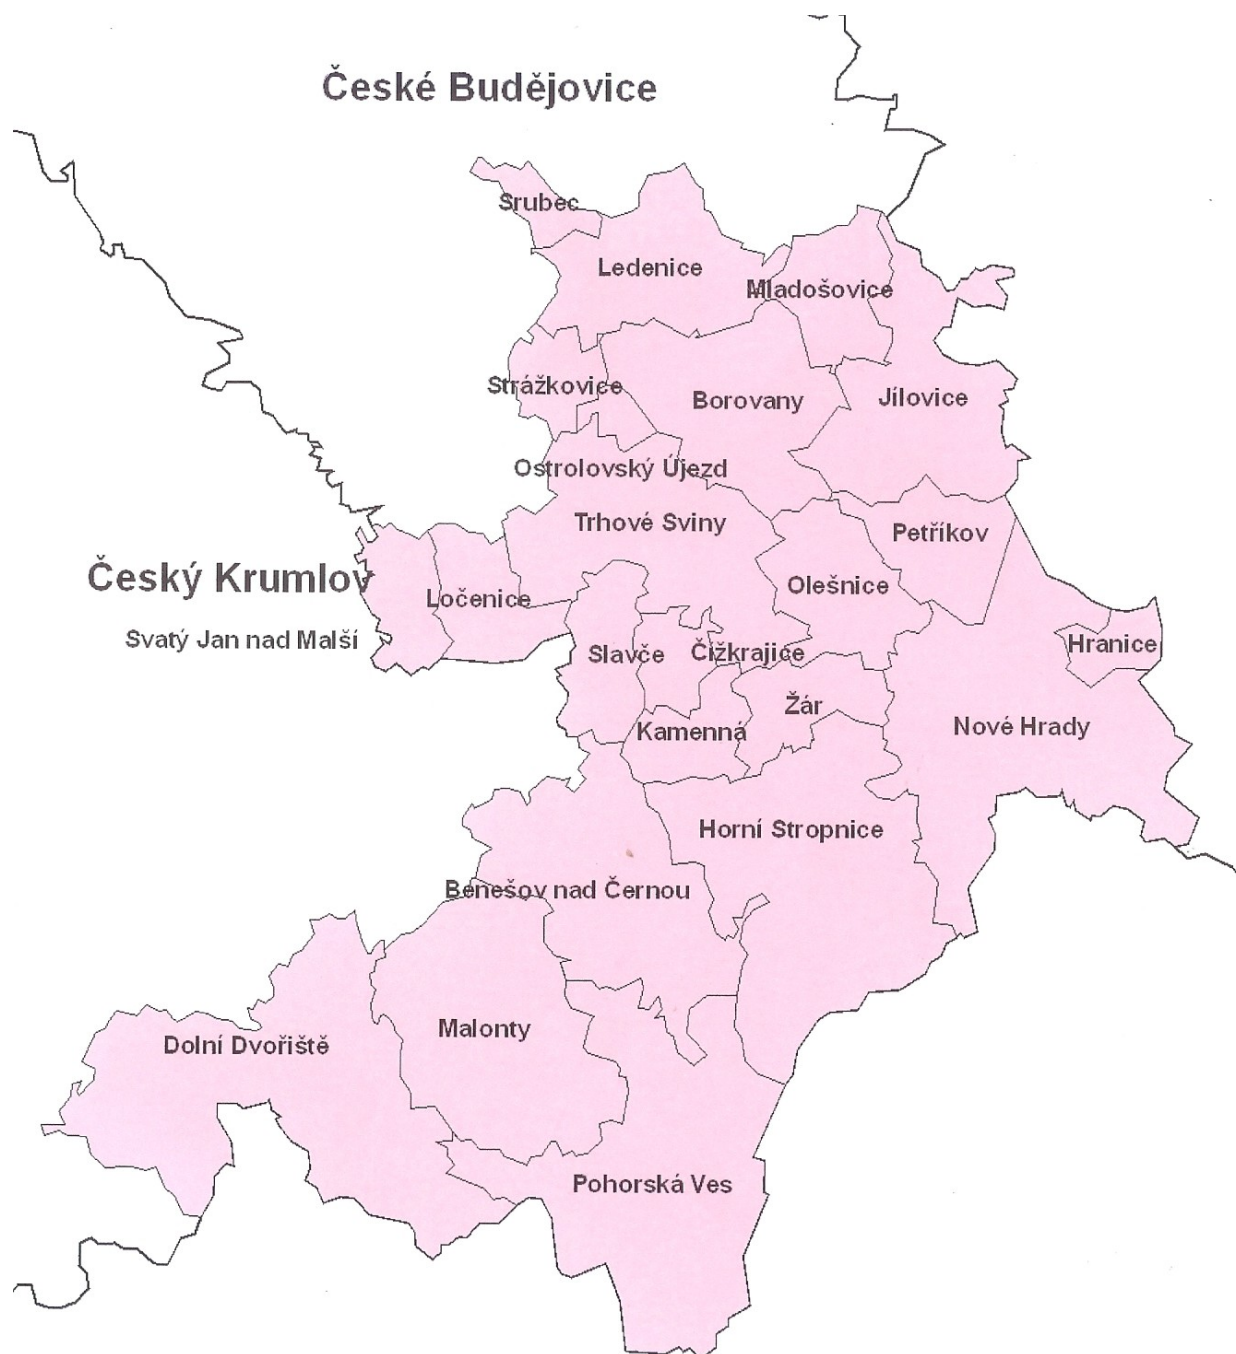 České Budějovice
Srubec
Ledenice
Mladošovice
Strážkovice
Borovany
Jílovice
Ostrolovský Újezd
Trhové Sviny
Petříkov
Český Krumlov
Ločenice
Olešnice
Svatý Jan nad Malší
Slavče
Čížkrajice
Hranice
Žár
Kamenná
Nové Hrady
Horní Stropnice
Benešov nad Černou
Malonty
Dolní Dvořiště
Pohorská Ves